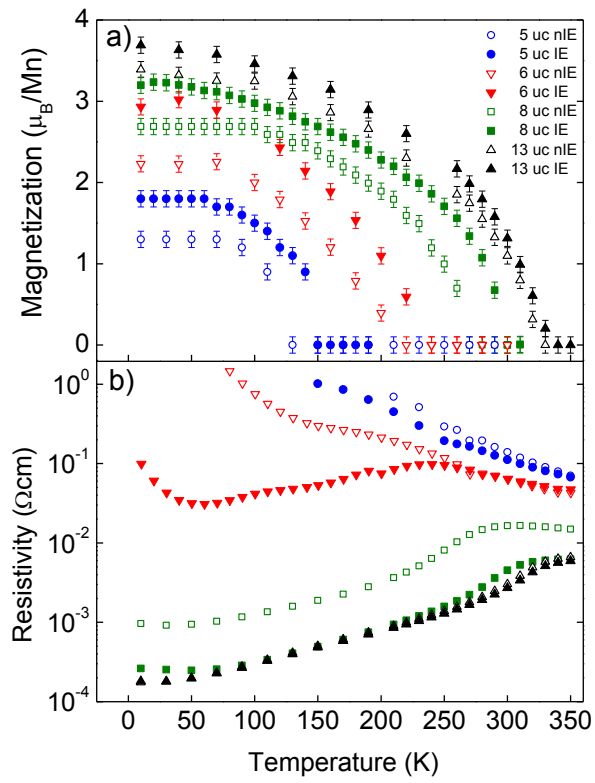 a)
5 uc nIE
5 uc IE
6 uc nIE
6 uc IE
8 uc nIE
8 uc IE
13 uc nIE
13 uc IE
4
3
2
1
0
Magnetization (μB/Mn)
b)
10⁰
10⁻¹
10⁻²
10⁻³
10⁻⁴
Resistivity (Ωcm)
0 50 100 150 200 250 300 350
Temperature (K)